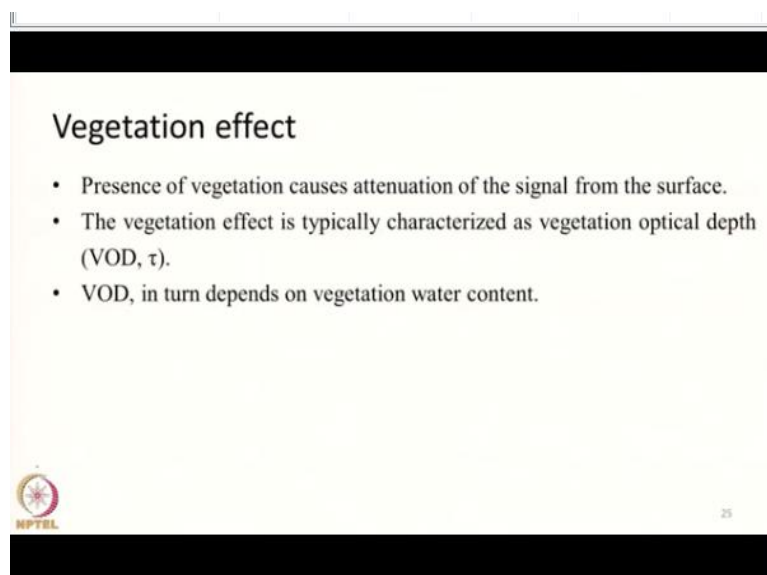 Vegetation effect
• Presence of vegetation causes attenuation of the signal from the surface.
• The vegetation effect is typically characterized as vegetation optical depth
(VOD, τ).
• VOD, in turn depends on vegetation water content.
NPTEL
25